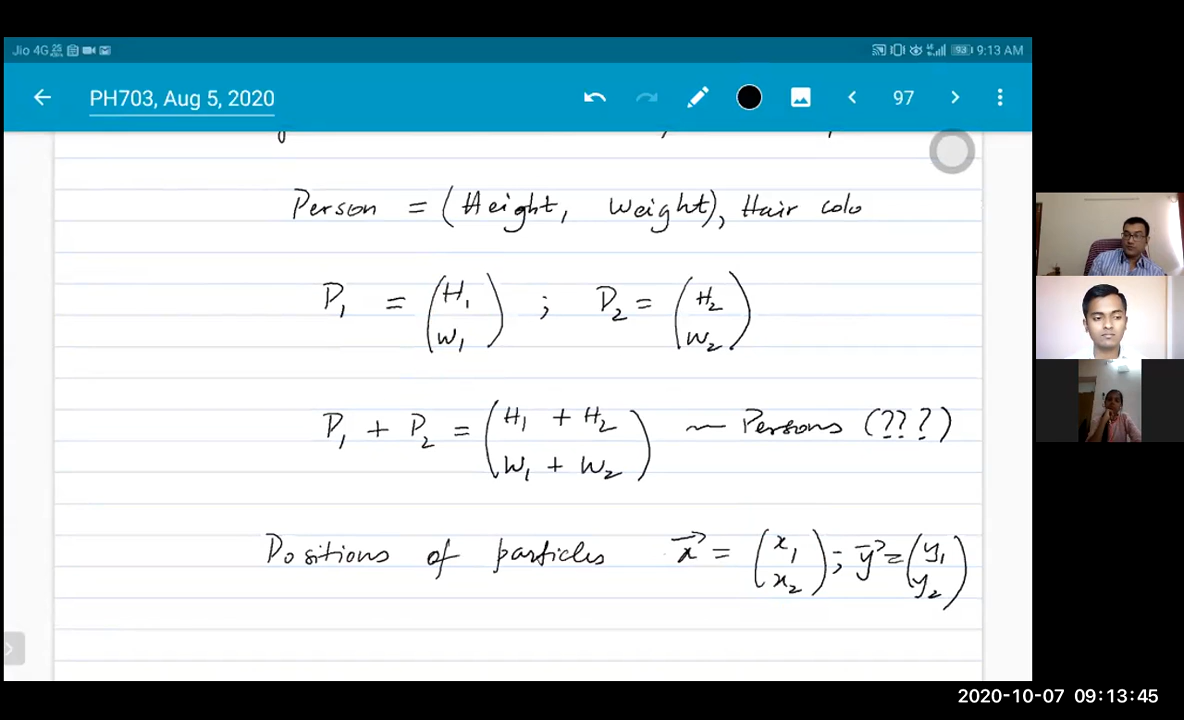 Jio 4G 93 9:13 AM
PH703, Aug 5, 2020 97
Person = (Height, Weight), Hair colo
P₁ = (H₁ W₁) ; P₂ = (H₂ W₂)
P₁ + P₂ = (H₁ + H₂ W₁ + W₂) ~ Persons (???)
Positions of particles x⃗ = (x₁ x₂) ; y⃗ = (y₁ y₂)
2020-10-07 09:13:45